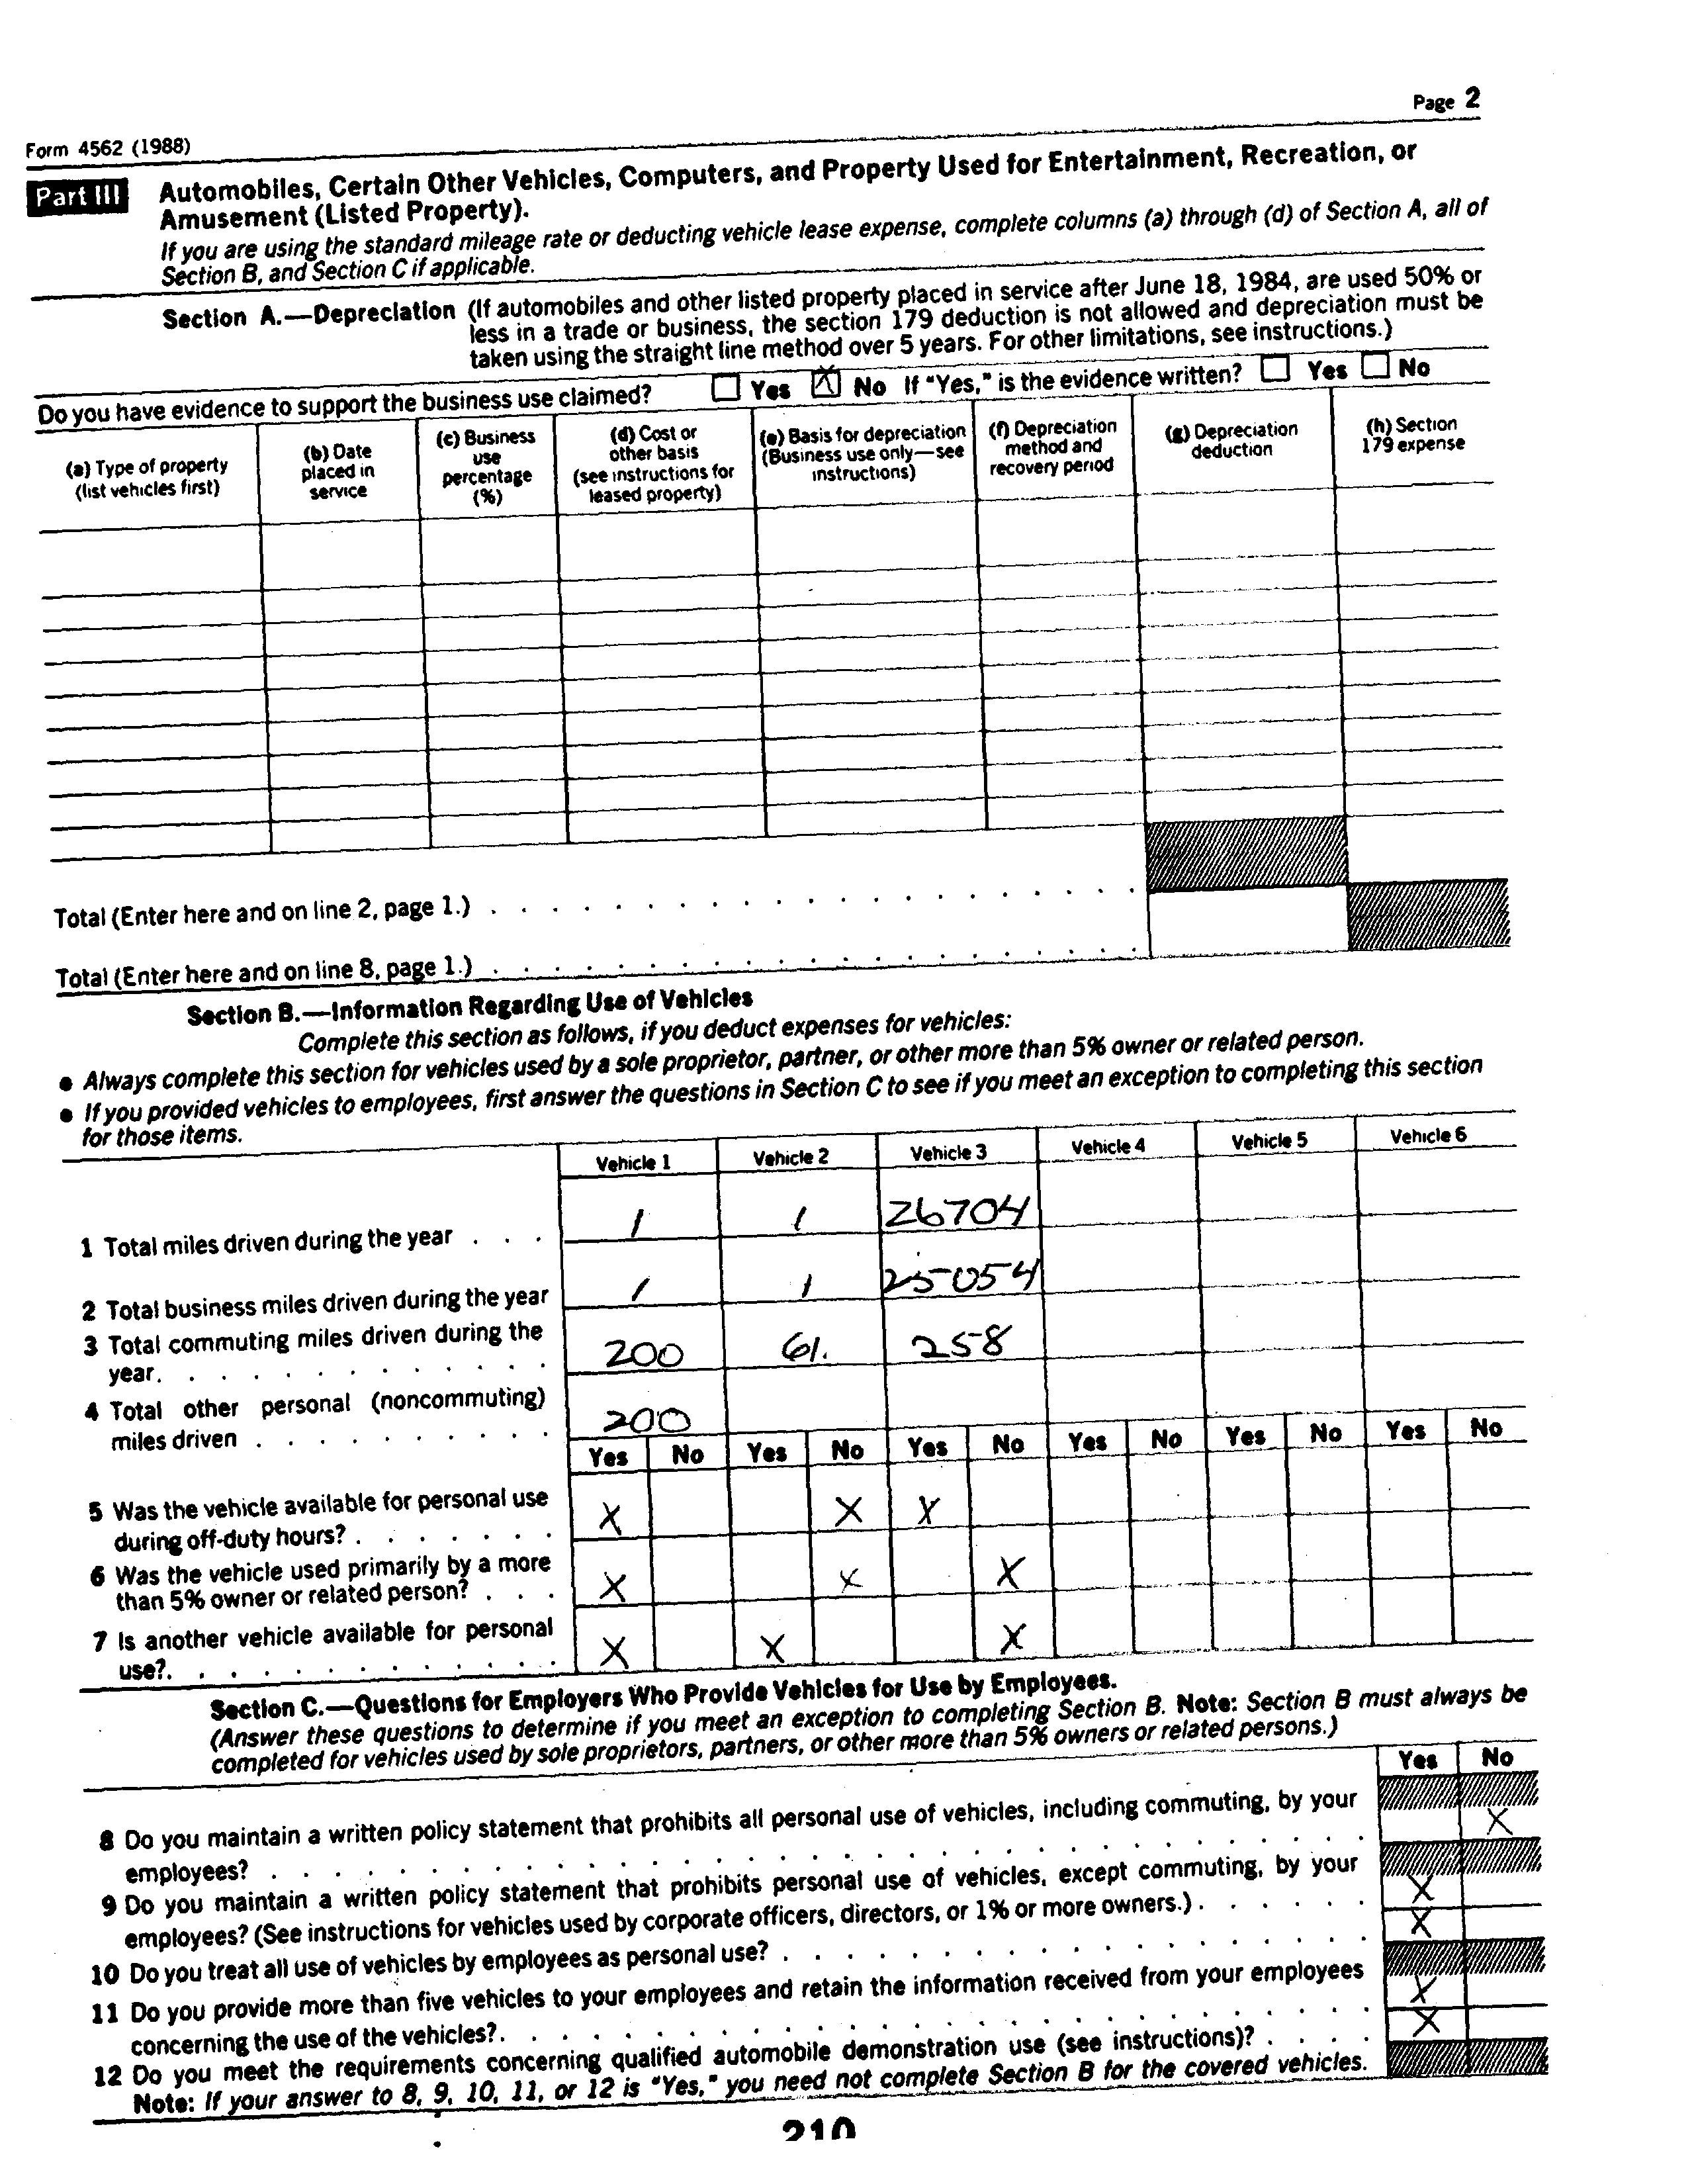 Page 2
Form 4562 (1988)
Part III Automobiles, Certain Other Vehicles, Computers, and Property Used for Entertainment, Recreation, or
Amusement (Listed Property).
If you are using the standard mileage rate or deducting vehicle lease expense, complete columns (a) through (d) of Section A, all of
Section B, and Section C if applicable.
Section A.—Depreciation (If automobiles and other listed property placed in service after June 18, 1984, are used 50% or
less in a trade or business, the section 179 deduction is not allowed and depreciation must be
taken using the straight line method over 5 years. For other limitations, see instructions.)
Do you have evidence to support the business use claimed? ☐ Yes ☒ No If "Yes," is the evidence written? ☐ Yes ☐ No
(a) Type of property
(list vehicles first)
(b) Date
placed in
service
(c) Business
use
percentage
(%)
(d) Cost or
other basis
(see instructions for
leased property)
(e) Basis for depreciation
(Business use only—see
instructions)
(f) Depreciation
method and
recovery period
(g) Depreciation
deduction
(h) Section
179 expense
Total (Enter here and on line 2, page 1.) . . . . . . . . . . . . . . . . . . . . .
Total (Enter here and on line 8, page 1.) . . . . . . . . . . . . . . . . . . . . .
Section B.—Information Regarding Use of Vehicles
Complete this section as follows, if you deduct expenses for vehicles:
● Always complete this section for vehicles used by a sole proprietor, partner, or other more than 5% owner or related person.
● If you provided vehicles to employees, first answer the questions in Section C to see if you meet an exception to completing this section
for those items.
Vehicle 1 Vehicle 2 Vehicle 3 Vehicle 4 Vehicle 5 Vehicle 6
1 Total miles driven during the year . . . 1 1 26704
2 Total business miles driven during the year 1 1 25054
3 Total commuting miles driven during the
year. . . . . . . . . . . . . 200 61. 258
4 Total other personal (noncommuting)
miles driven . . . . . . . . . . 200
Yes No Yes No Yes No Yes No Yes No Yes No
5 Was the vehicle available for personal use
during off-duty hours? . . . . . . . X X X
6 Was the vehicle used primarily by a more
than 5% owner or related person? . . . X X X
7 Is another vehicle available for personal
use?. . . . . . . . . . . . . X X X
Section C.—Questions for Employers Who Provide Vehicles for Use by Employees.
(Answer these questions to determine if you meet an exception to completing Section B. Note: Section B must always be
completed for vehicles used by sole proprietors, partners, or other more than 5% owners or related persons.)
Yes No
8 Do you maintain a written policy statement that prohibits all personal use of vehicles, including commuting, by your
employees? . . . . . . . . . . . . . . . . . . . . . . . . . . . . X
9 Do you maintain a written policy statement that prohibits personal use of vehicles, except commuting, by your
employees? (See instructions for vehicles used by corporate officers, directors, or 1% or more owners.) . . . . . . X
10 Do you treat all use of vehicles by employees as personal use? . . . . . . . . . . . . . . . . . . X
11 Do you provide more than five vehicles to your employees and retain the information received from your employees
concerning the use of the vehicles?. . . . . . . . . . . . . . . . . . . . . . . . . X
12 Do you meet the requirements concerning qualified automobile demonstration use (see instructions)? . . . . X
Note: If your answer to 8, 9, 10, 11, or 12 is "Yes," you need not complete Section B for the covered vehicles.
210